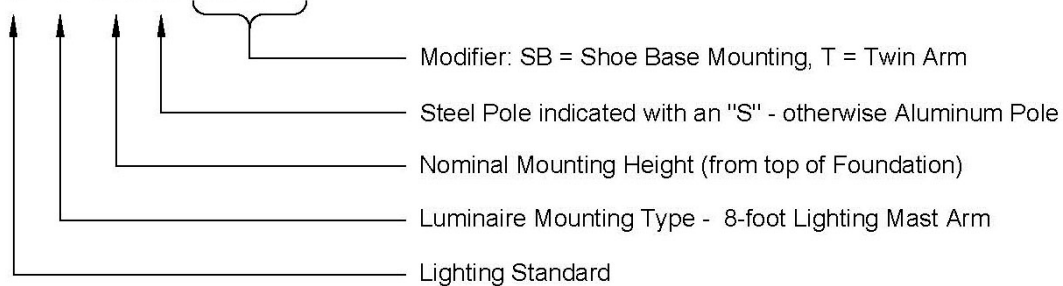 Modifier: SB = Shoe Base Mounting, T = Twin Arm
Steel Pole indicated with an "S" - otherwise Aluminum Pole
Nominal Mounting Height (from top of Foundation)
Luminaire Mounting Type - 8-foot Lighting Mast Arm
Lighting Standard